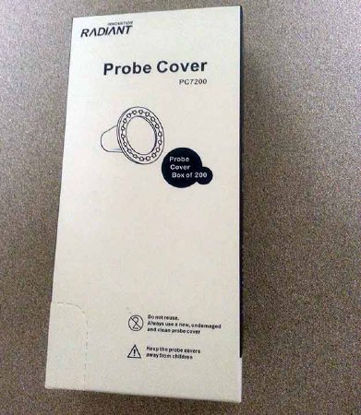 INNOVATION
RADIANT
Probe Cover
PC7200
Probe
Cover
Box of 200
Do not reuse.
Always use a new, undamaged
and clean probe cover
Keep the probe covers
away from children